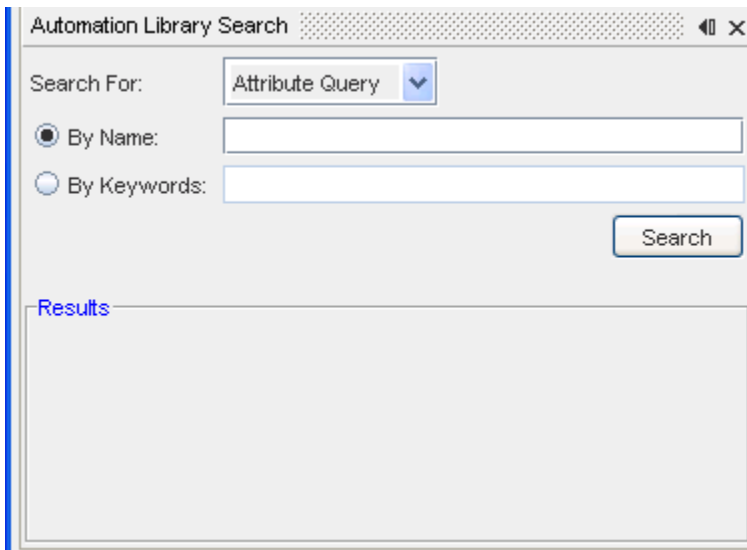 Automation Library Search
Search For: Attribute Query
By Name:
By Keywords:
Search
Results